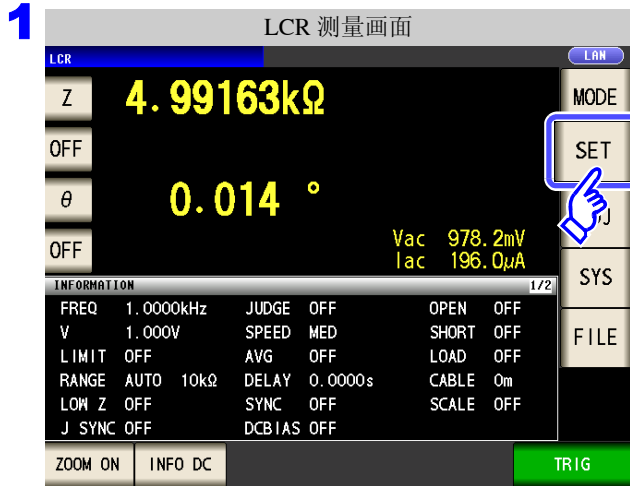 1
LCR 测量画面
LCR
LAN
Z 4.99163kΩ
MODE
OFF
SET
θ 0.014 °
OFF
Vac 978.2mV
Iac 196.0μA
SYS
INFORMATION 1/2
FREQ 1.0000kHz JUDGE OFF OPEN OFF
V 1.000V SPEED MED SHORT OFF
FILE
LIMIT OFF AVG OFF LOAD OFF
RANGE AUTO 10kΩ DELAY 0.0000s CABLE 0m
LOW Z OFF SYNC OFF SCALE OFF
J SYNC OFF DCBIAS OFF
ZOOM ON INFO DC TRIG